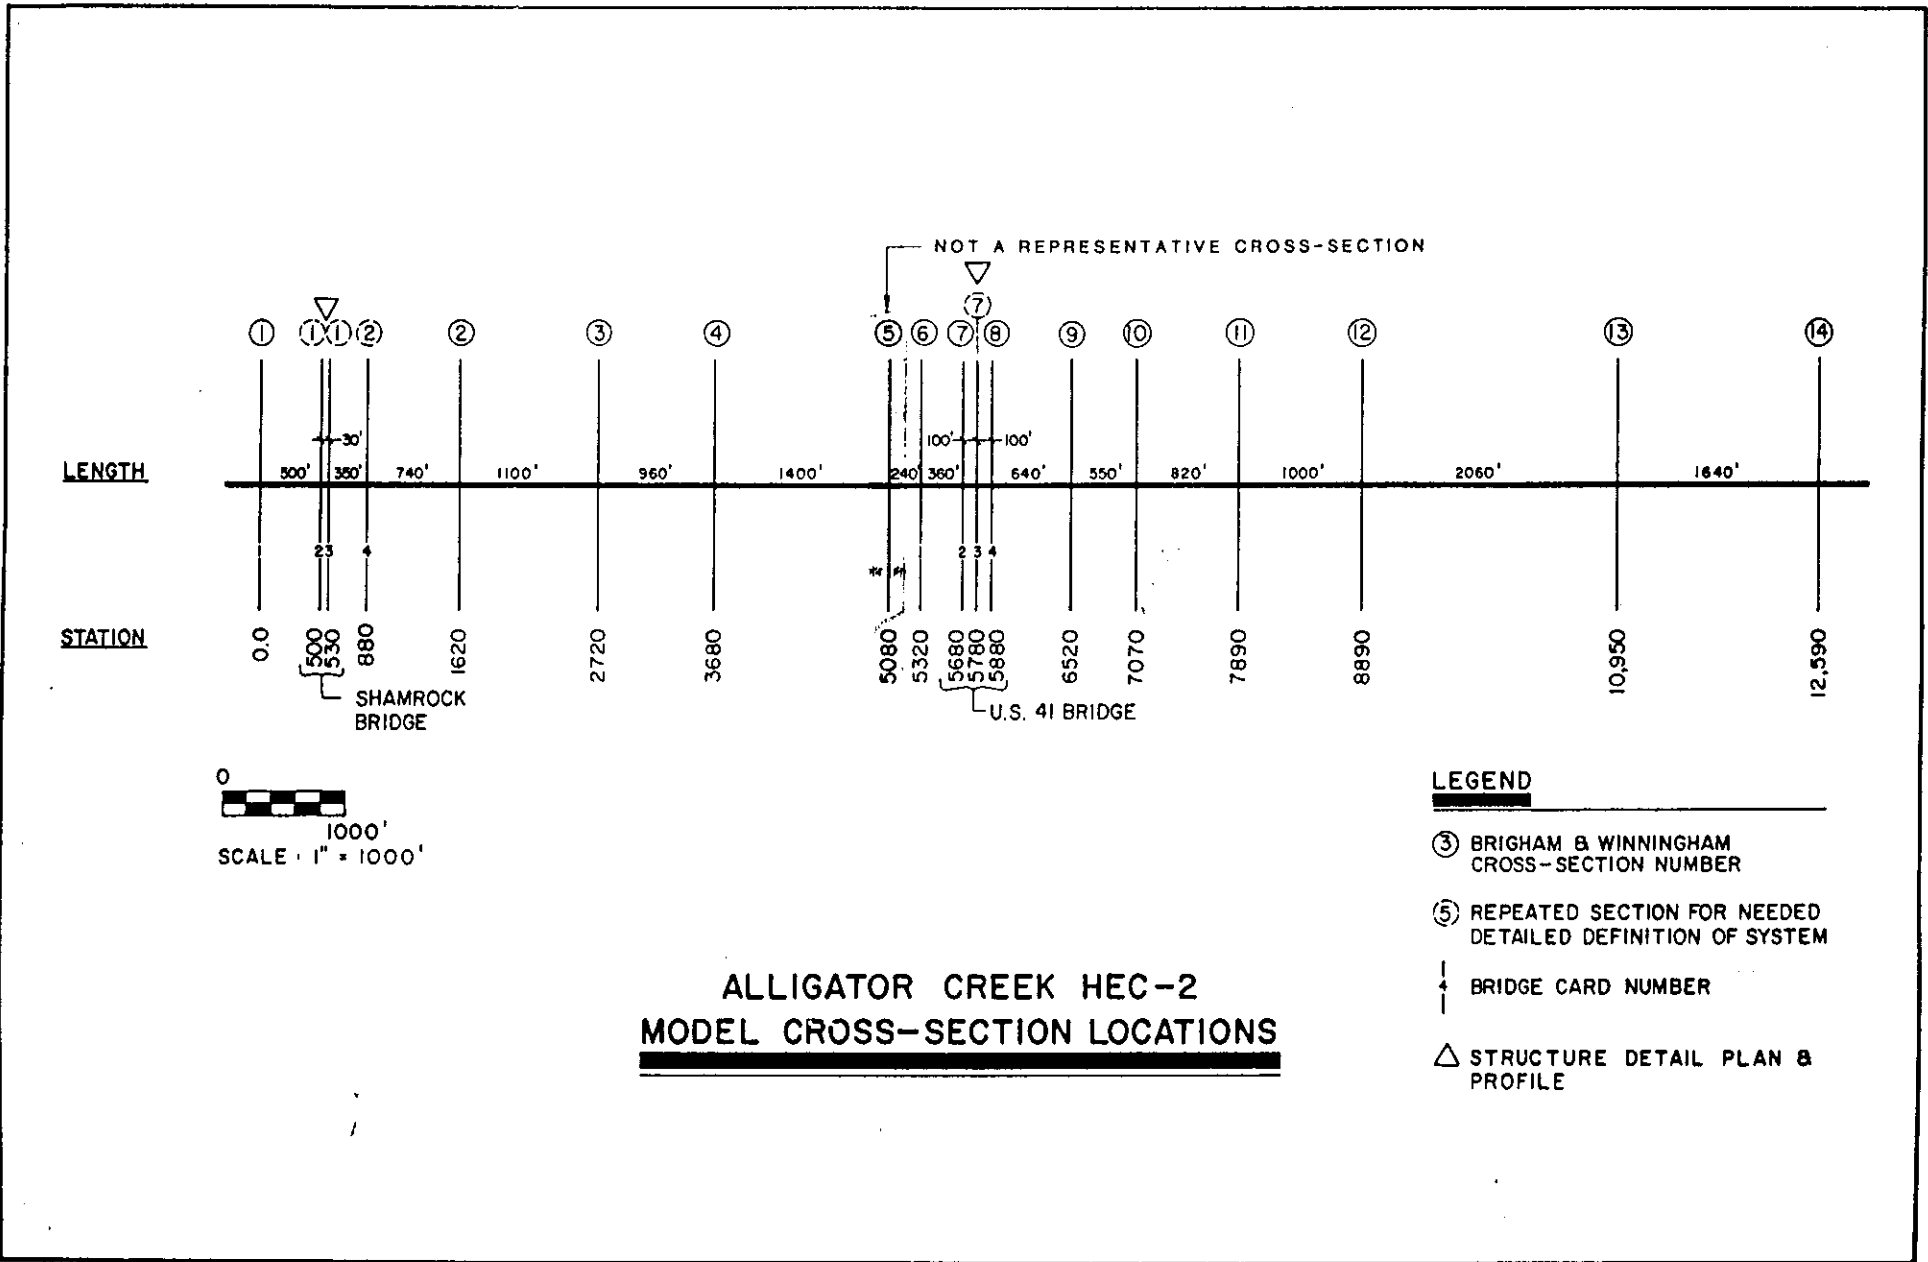 NOT A REPRESENTATIVE CROSS-SECTION
7
1 1 1 2 2 3 4 5 6 7 8 9 10 11 12 13 14
30' 100' 100'
LENGTH 500' 350' 740' 1100' 960' 1400' 240' 360' 640' 550' 820' 1000' 2060' 1640'
2 3 4 2 3 4
STATION 0.0 500 530 880 1620 2720 3680 5080 5320 5680 5780 5880 6520 7070 7890 8890 10,950 12,590
SHAMROCK
BRIDGE
U.S. 41 BRIDGE
0
1000'
SCALE : 1" = 1000'
LEGEND
3 BRIGHAM & WINNINGHAM
CROSS-SECTION NUMBER
5 REPEATED SECTION FOR NEEDED
DETAILED DEFINITION OF SYSTEM
4 BRIDGE CARD NUMBER
STRUCTURE DETAIL PLAN &
PROFILE
ALLIGATOR CREEK HEC-2
MODEL CROSS-SECTION LOCATIONS